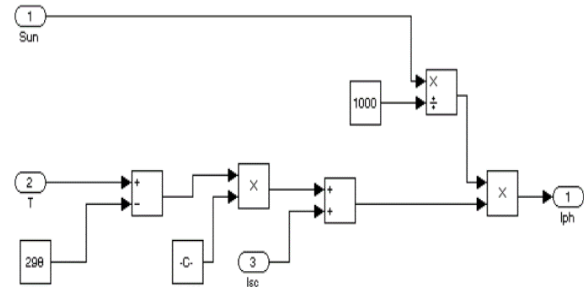 1
Sun
1000
×
÷
2
T
+
−
298
×
-C-
+
+
3
Isc
×
1
Iph